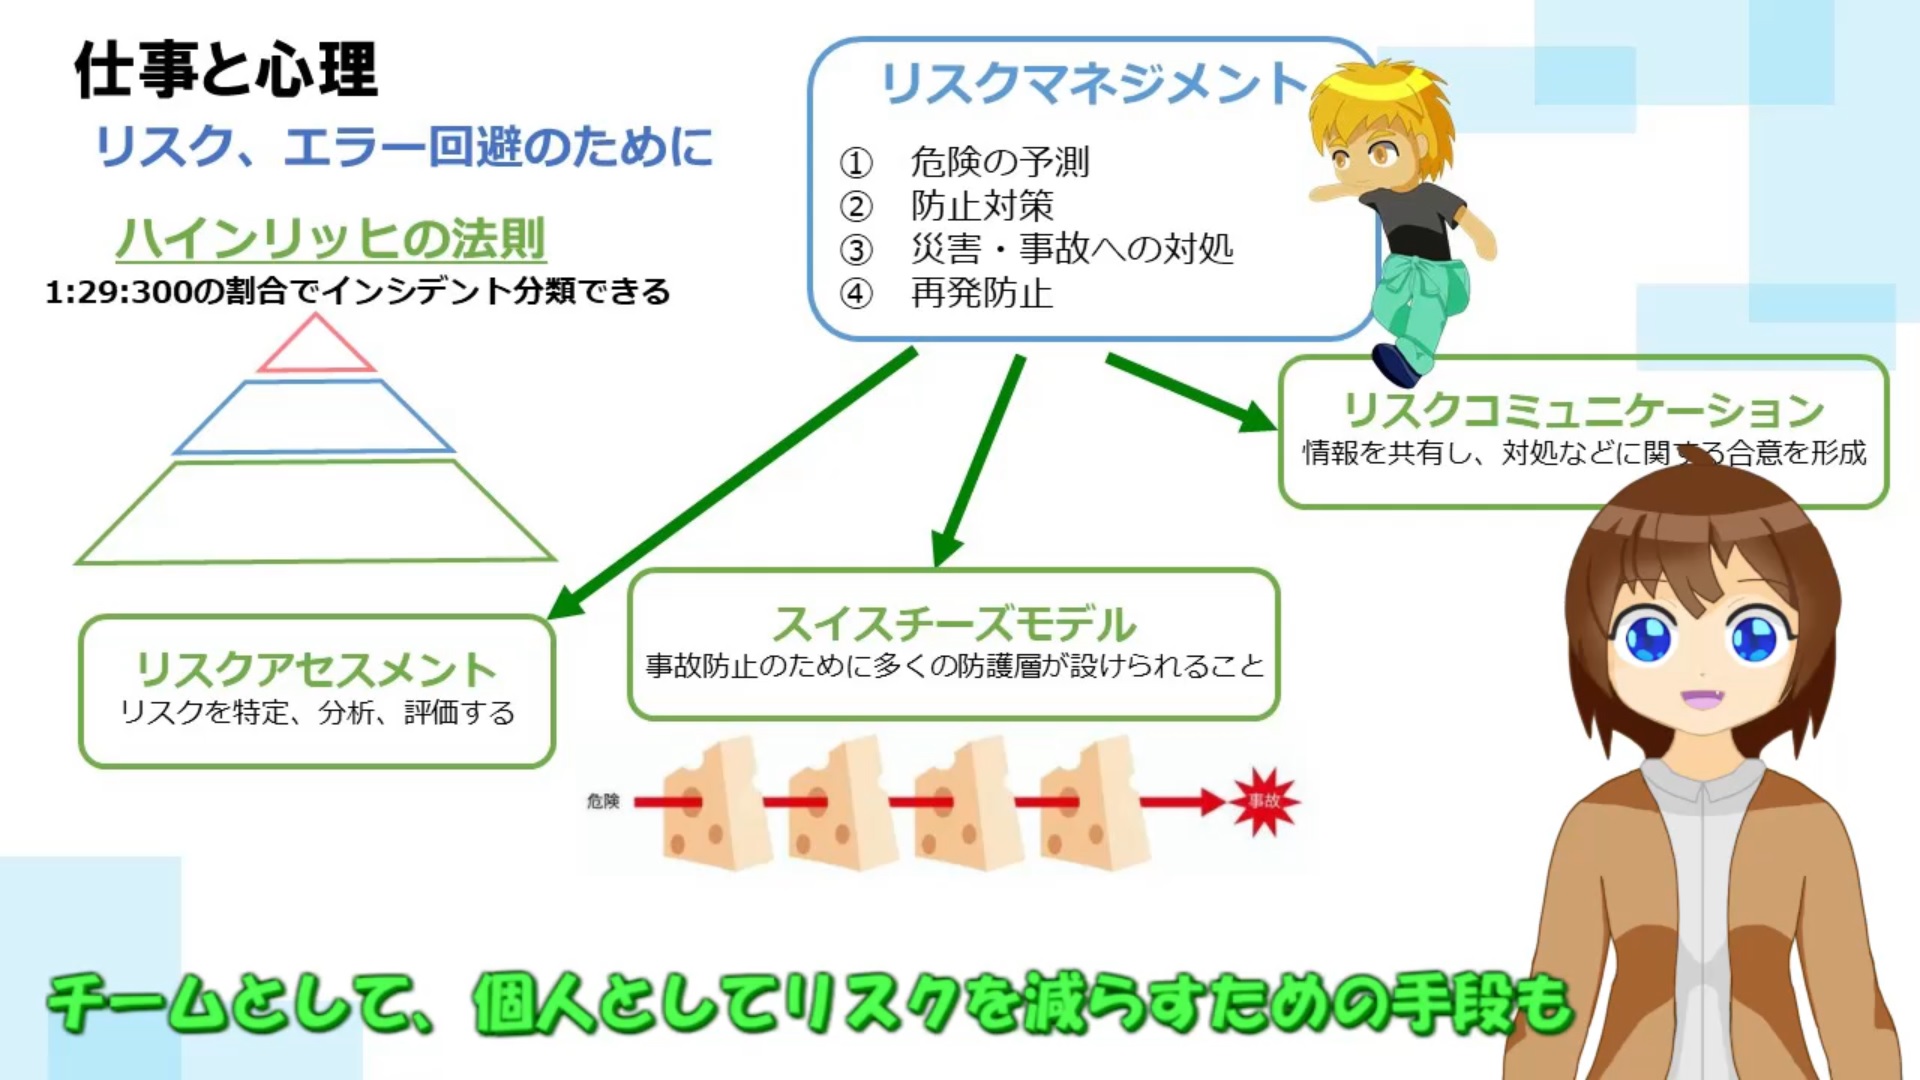 仕事と心理
リスク、エラー回避のために
ハインリッヒの法則
1:29:300の割合でインシデント分類できる
リスクマネジメント
① 危険の予測
② 防止対策
③ 災害・事故への対処
④ 再発防止
リスクコミュニケーション
情報を共有し、対処などに関する合意を形成
スイスチーズモデル
事故防止のために多くの防護層が設けられること
リスクアセスメント
リスクを特定、分析、評価する
危険
事故
チームとして、個人としてリスクを減らすための手段も